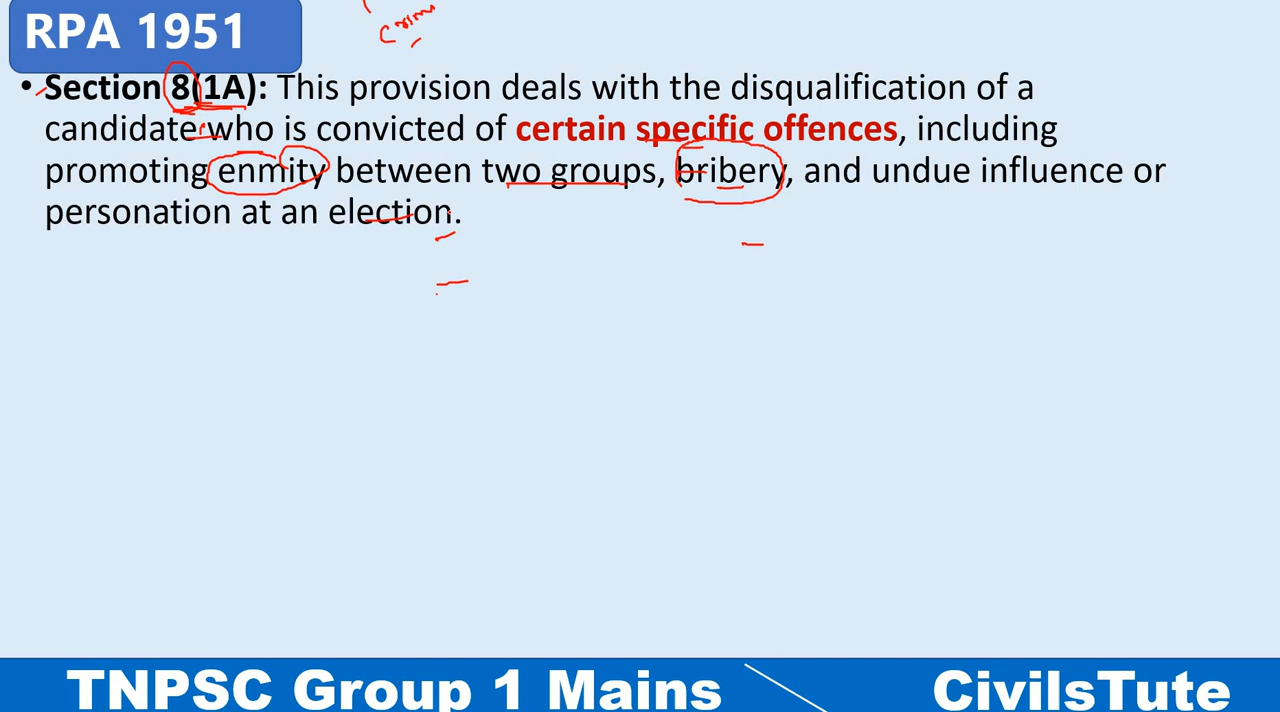 RPA 1951
• Section 8(1A): This provision deals with the disqualification of a
candidate who is convicted of certain specific offences, including
promoting enmity between two groups, bribery, and undue influence or
personation at an election.
TNPSC Group 1 Mains
CivilsTute